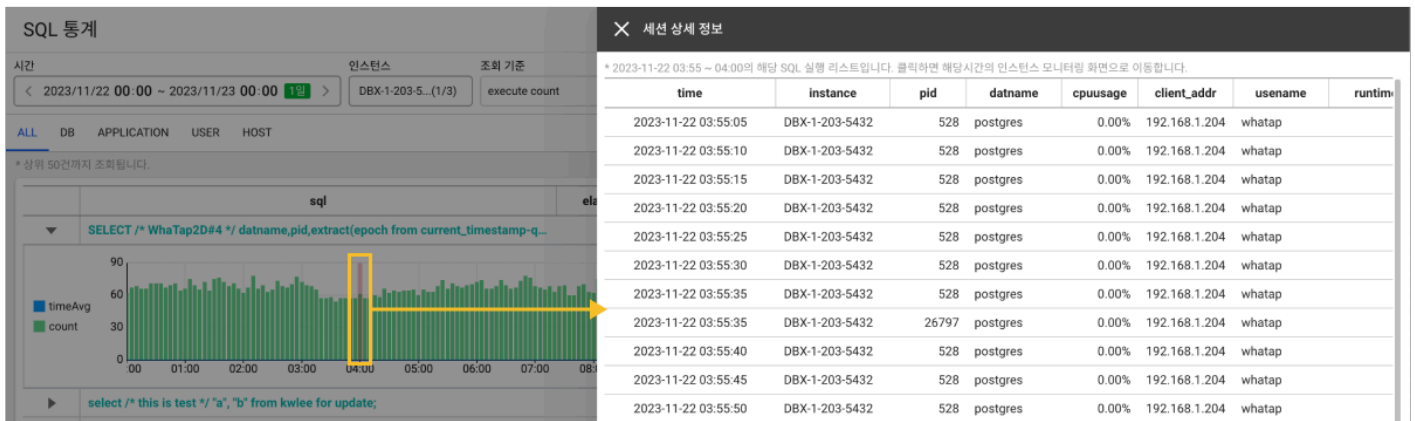 SQL 통계
시간
인스턴스
조회 기준
< 2023/11/22 00:00 ~ 2023/11/23 00:00 1일 >
DBX-1-203-5...(1/3)
execute count
ALL DB APPLICATION USER HOST
* 상위 50건까지 조회됩니다.
sql
SELECT /* WhaTap2D#4 */ datname,pid,extract(epoch from current_timestamp-q...
timeAvg
count
90
60
30
0
:00 01:00 02:00 03:00 04:00 05:00 06:00 07:00
select /* this is test */ "a", "b" from kwlee for update;
세션 상세 정보
* 2023-11-22 03:55 ~ 04:00의 해당 SQL 실행 리스트입니다. 클릭하면 해당시간의 인스턴스 모니터링 화면으로 이동합니다.
time instance pid datname cpuusage client_addr usename
2023-11-22 03:55:05 DBX-1-203-5432 528 postgres 0.00% 192.168.1.204 whatap
2023-11-22 03:55:10 DBX-1-203-5432 528 postgres 0.00% 192.168.1.204 whatap
2023-11-22 03:55:15 DBX-1-203-5432 528 postgres 0.00% 192.168.1.204 whatap
2023-11-22 03:55:20 DBX-1-203-5432 528 postgres 0.00% 192.168.1.204 whatap
2023-11-22 03:55:25 DBX-1-203-5432 528 postgres 0.00% 192.168.1.204 whatap
2023-11-22 03:55:30 DBX-1-203-5432 528 postgres 0.00% 192.168.1.204 whatap
2023-11-22 03:55:35 DBX-1-203-5432 528 postgres 0.00% 192.168.1.204 whatap
2023-11-22 03:55:35 DBX-1-203-5432 26797 postgres 0.00% 192.168.1.204 whatap
2023-11-22 03:55:40 DBX-1-203-5432 528 postgres 0.00% 192.168.1.204 whatap
2023-11-22 03:55:45 DBX-1-203-5432 528 postgres 0.00% 192.168.1.204 whatap
2023-11-22 03:55:50 DBX-1-203-5432 528 postgres 0.00% 192.168.1.204 whatap